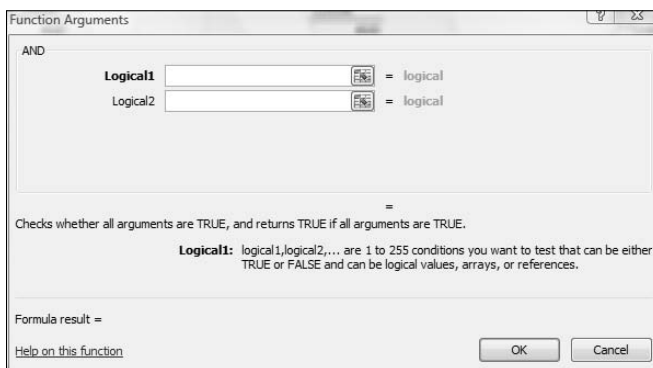 Function Arguments
AND
Logical1 = logical
Logical2 = logical
=
Checks whether all arguments are TRUE, and returns TRUE if all arguments are TRUE.
Logical1: logical1,logical2,... are 1 to 255 conditions you want to test that can be either
TRUE or FALSE and can be logical values, arrays, or references.
Formula result =
Help on this function
OK Cancel